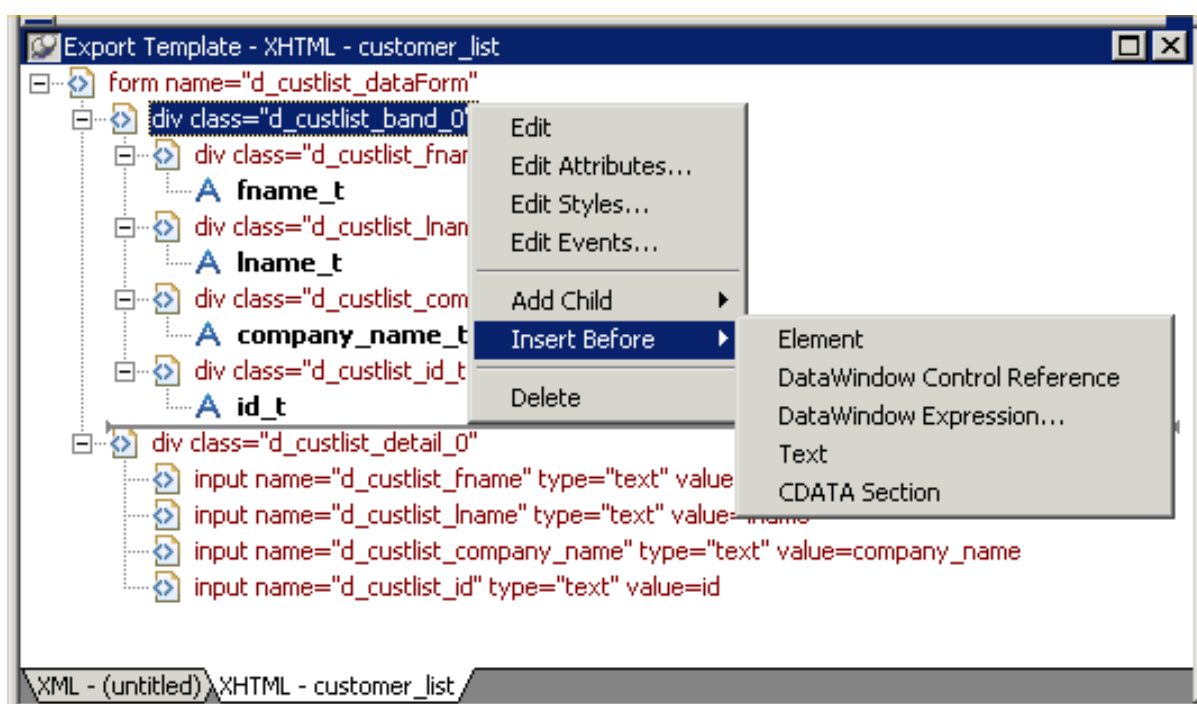 Export Template - XHTML - customer_list
form name="d_custlist_dataForm"
div class="d_custlist_band_0"
div class="d_custlist_fnam
fname_t
div class="d_custlist_lnam
lname_t
div class="d_custlist_com
company_name_t
div class="d_custlist_id_t
id_t
div class="d_custlist_detail_0"
input name="d_custlist_fname" type="text" value
input name="d_custlist_lname" type="text" value=lname
input name="d_custlist_company_name" type="text" value=company_name
input name="d_custlist_id" type="text" value=id
Edit
Edit Attributes...
Edit Styles...
Edit Events...
Add Child
Insert Before
Delete
Element
DataWindow Control Reference
DataWindow Expression...
Text
CDATA Section
XML - (untitled) XHTML - customer_list